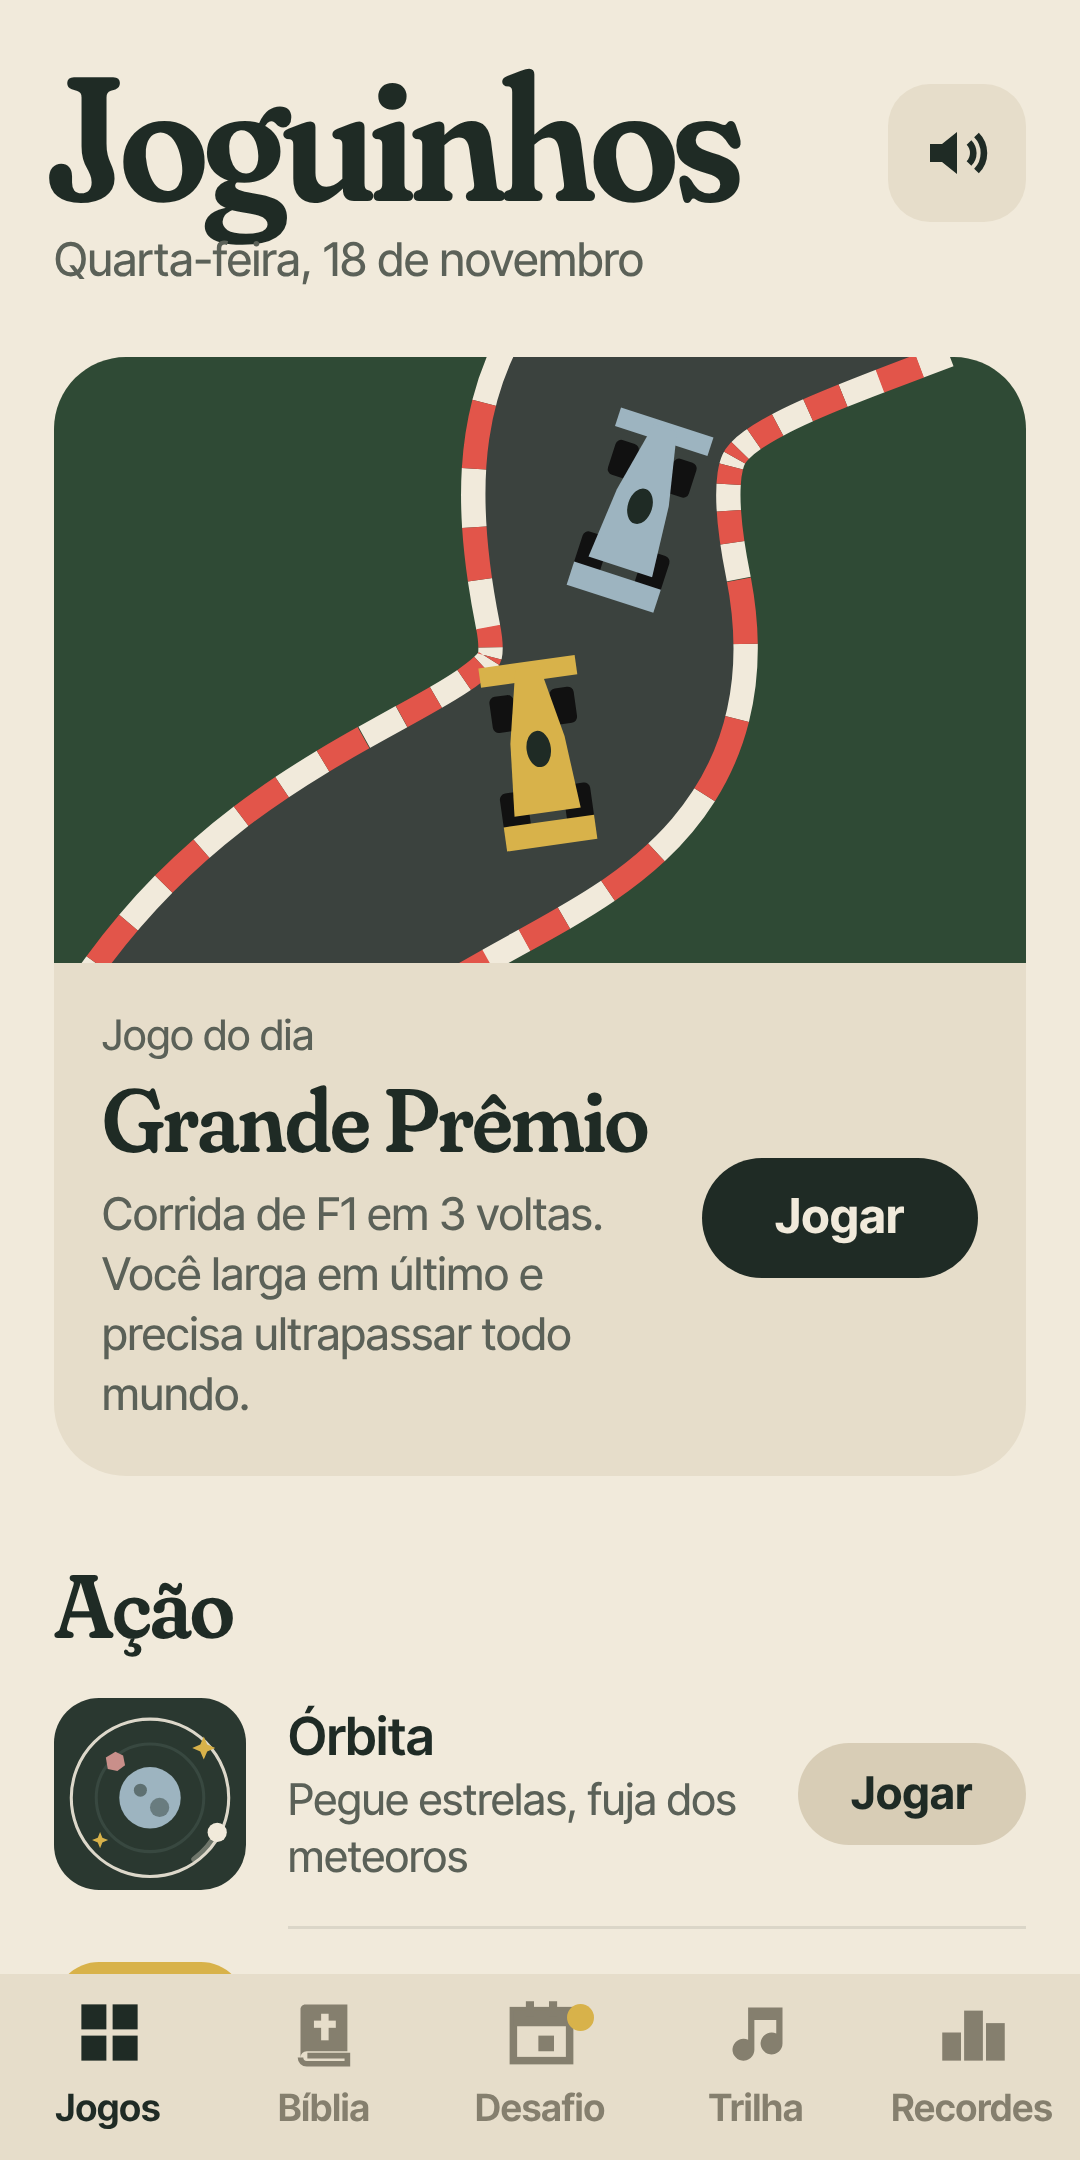 Joguinhos
Quarta-feira, 18 de novembro
Jogo do dia
Grande Prêmio
Corrida de F1 em 3 voltas.
Você larga em último e
precisa ultrapassar todo
mundo.
Jogar
Ação
Órbita
Pegue estrelas, fuja dos
meteoros
Jogar
Jogos
Bíblia
Desafio
Trilha
Recordes